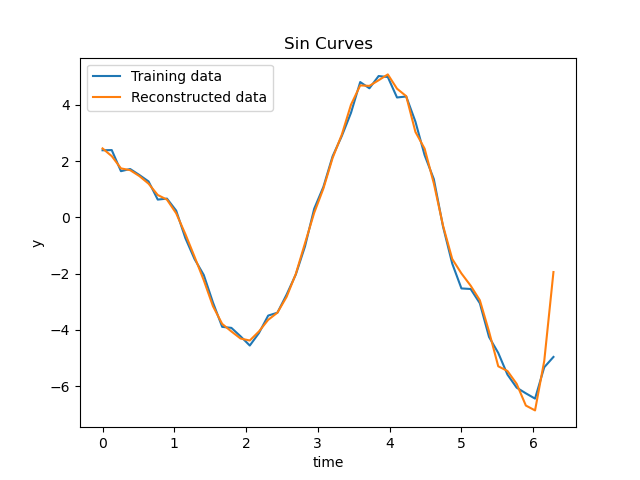 Sin Curves
Training data
Reconstructed data
y
4
2
0
−2
−4
−6
0 1 2 3 4 5 6
time